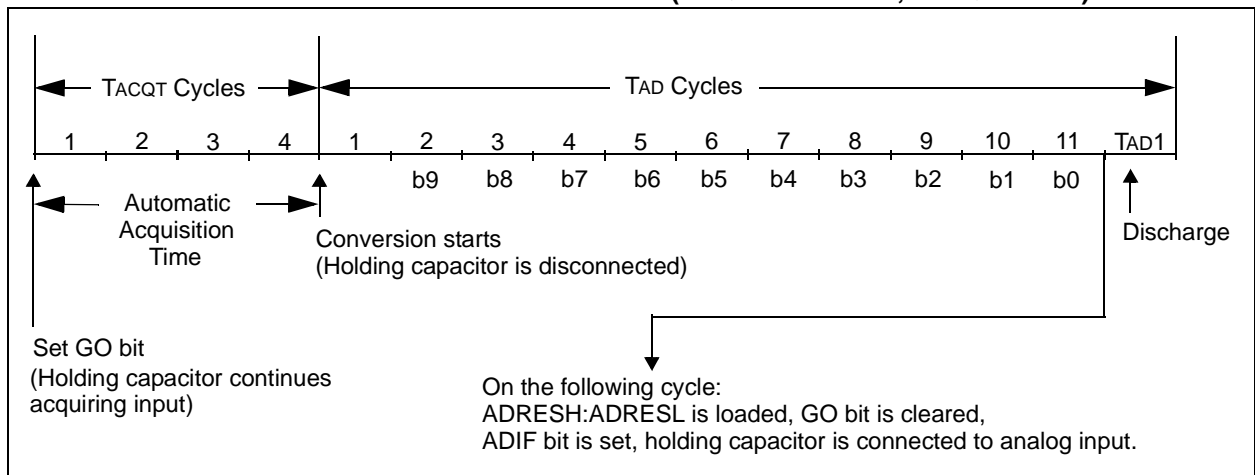 TACQT Cycles TAD Cycles
1 2 3 4 1 2 3 4 5 6 7 8 9 10 11 TAD1
b9 b8 b7 b6 b5 b4 b3 b2 b1 b0
Automatic
Acquisition
Time
Conversion starts
(Holding capacitor is disconnected)
Discharge
Set GO bit
(Holding capacitor continues
acquiring input)
On the following cycle:
ADRESH:ADRESL is loaded, GO bit is cleared,
ADIF bit is set, holding capacitor is connected to analog input.